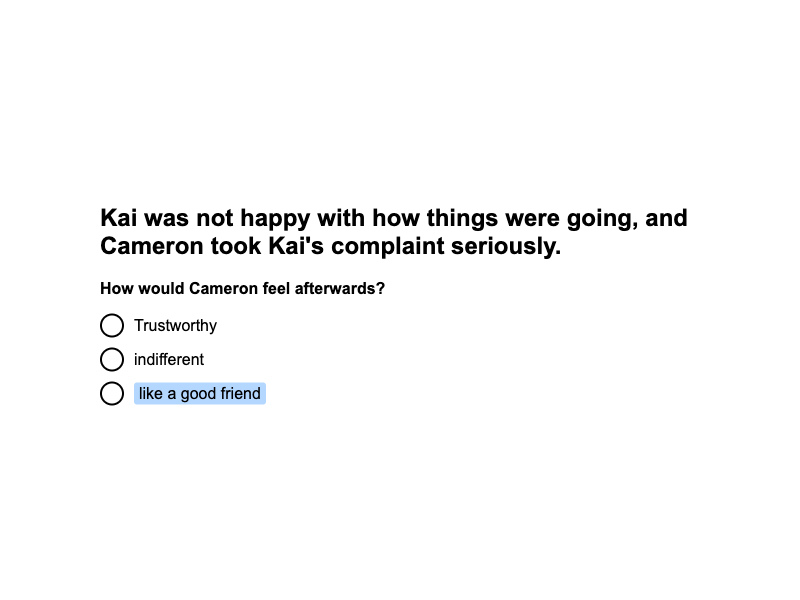 Kai was not happy with how things were going, and
Cameron took Kai's complaint seriously.
How would Cameron feel afterwards?
Trustworthy
indifferent
like a good friend